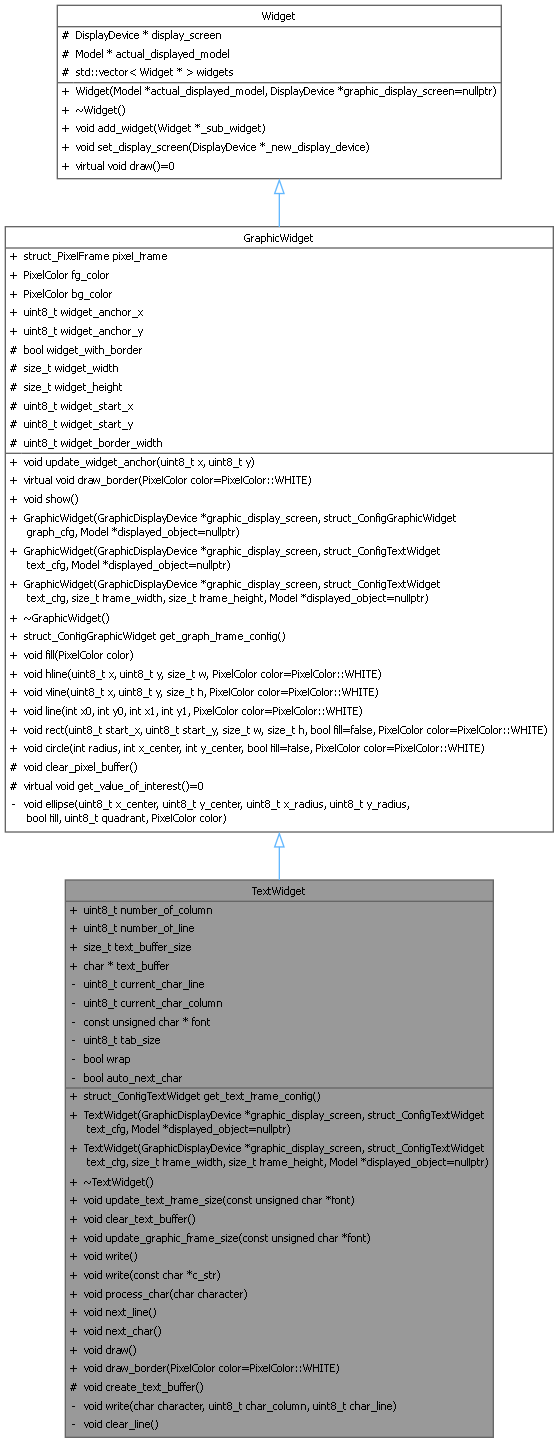 Widget
# DisplayDevice * display_screen
# Model * actual_displayed_model
# std::vector< Widget * > widgets
+ Widget(Model *actual_displayed_model, DisplayDevice *graphic_display_screen=nullptr)
+ ~Widget()
+ void add_widget(Widget *_sub_widget)
+ void set_display_screen(DisplayDevice *_new_display_device)
+ virtual void draw()=0
GraphicWidget
+ struct_PixelFrame pixel_frame
+ PixelColor fg_color
+ PixelColor bg_color
+ uint8_t widget_anchor_x
+ uint8_t widget_anchor_y
# bool widget_with_border
# size_t widget_width
# size_t widget_height
# uint8_t widget_start_x
# uint8_t widget_start_y
# uint8_t widget_border_width
+ void update_widget_anchor(uint8_t x, uint8_t y)
+ virtual void draw_border(PixelColor color=PixelColor::WHITE)
+ void show()
+ GraphicWidget(GraphicDisplayDevice *graphic_display_screen, struct_ConfigGraphicWidget
graph_cfg, Model *displayed_object=nullptr)
+ GraphicWidget(GraphicDisplayDevice *graphic_display_screen, struct_ConfigTextWidget
text_cfg, Model *displayed_object=nullptr)
+ GraphicWidget(GraphicDisplayDevice *graphic_display_screen, struct_ConfigTextWidget
text_cfg, size_t frame_width, size_t frame_height, Model *displayed_object=nullptr)
+ ~GraphicWidget()
+ struct_ConfigGraphicWidget get_graph_frame_config()
+ void fill(PixelColor color)
+ void hline(uint8_t x, uint8_t y, size_t w, PixelColor color=PixelColor::WHITE)
+ void vline(uint8_t x, uint8_t y, size_t h, PixelColor color=PixelColor::WHITE)
+ void line(int x0, int y0, int x1, int y1, PixelColor color=PixelColor::WHITE)
+ void rect(uint8_t start_x, uint8_t start_y, size_t w, size_t h, bool fill=false, PixelColor color=PixelColor::WHITE)
+ void circle(int radius, int x_center, int y_center, bool fill=false, PixelColor color=PixelColor::WHITE)
# void clear_pixel_buffer()
# virtual void get_value_of_interest()=0
- void ellipse(uint8_t x_center, uint8_t y_center, uint8_t x_radius, uint8_t y_radius,
bool fill, uint8_t quadrant, PixelColor color)
TextWidget
+ uint8_t number_of_column
+ uint8_t number_of_line
+ size_t text_buffer_size
+ char * text_buffer
- uint8_t current_char_line
- uint8_t current_char_column
- const unsigned char * font
- uint8_t tab_size
- bool wrap
- bool auto_next_char
+ struct_ConfigTextWidget get_text_frame_config()
+ TextWidget(GraphicDisplayDevice *graphic_display_screen, struct_ConfigTextWidget
text_cfg, Model *displayed_object=nullptr)
+ TextWidget(GraphicDisplayDevice *graphic_display_screen, struct_ConfigTextWidget
text_cfg, size_t frame_width, size_t frame_height, Model *displayed_object=nullptr)
+ ~TextWidget()
+ void update_text_frame_size(const unsigned char *font)
+ void clear_text_buffer()
+ void update_graphic_frame_size(const unsigned char *font)
+ void write()
+ void write(const char *c_str)
+ void process_char(char character)
+ void next_line()
+ void next_char()
+ void draw()
+ void draw_border(PixelColor color=PixelColor::WHITE)
# void create_text_buffer()
- void write(char character, uint8_t char_column, uint8_t char_line)
- void clear_line()